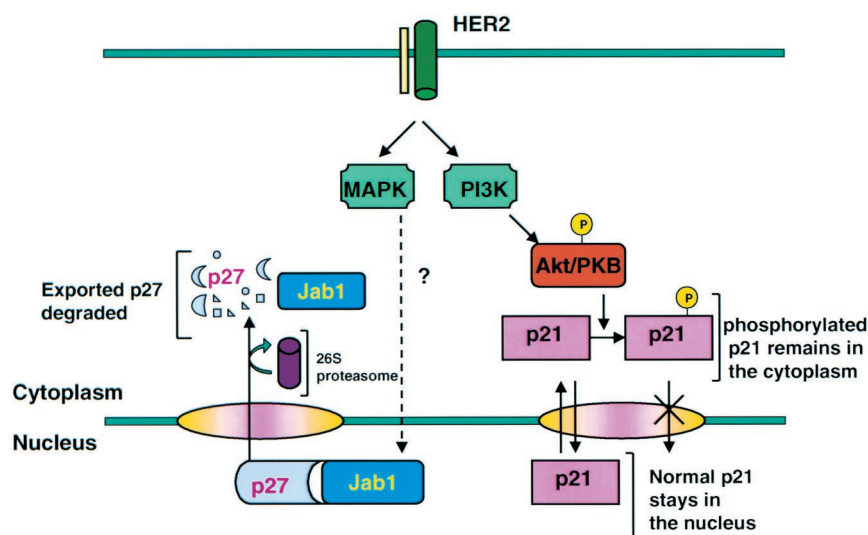 HER2
MAPK
PI3K
P
Akt/PKB
?
p27
Jab1
Exported p27
degraded
P
p21
p21
phosphorylated
p21 remains in
the cytoplasm
26S
proteasome
Cytoplasm
Nucleus
p27
Jab1
p21
Normal p21
stays in
the nucleus